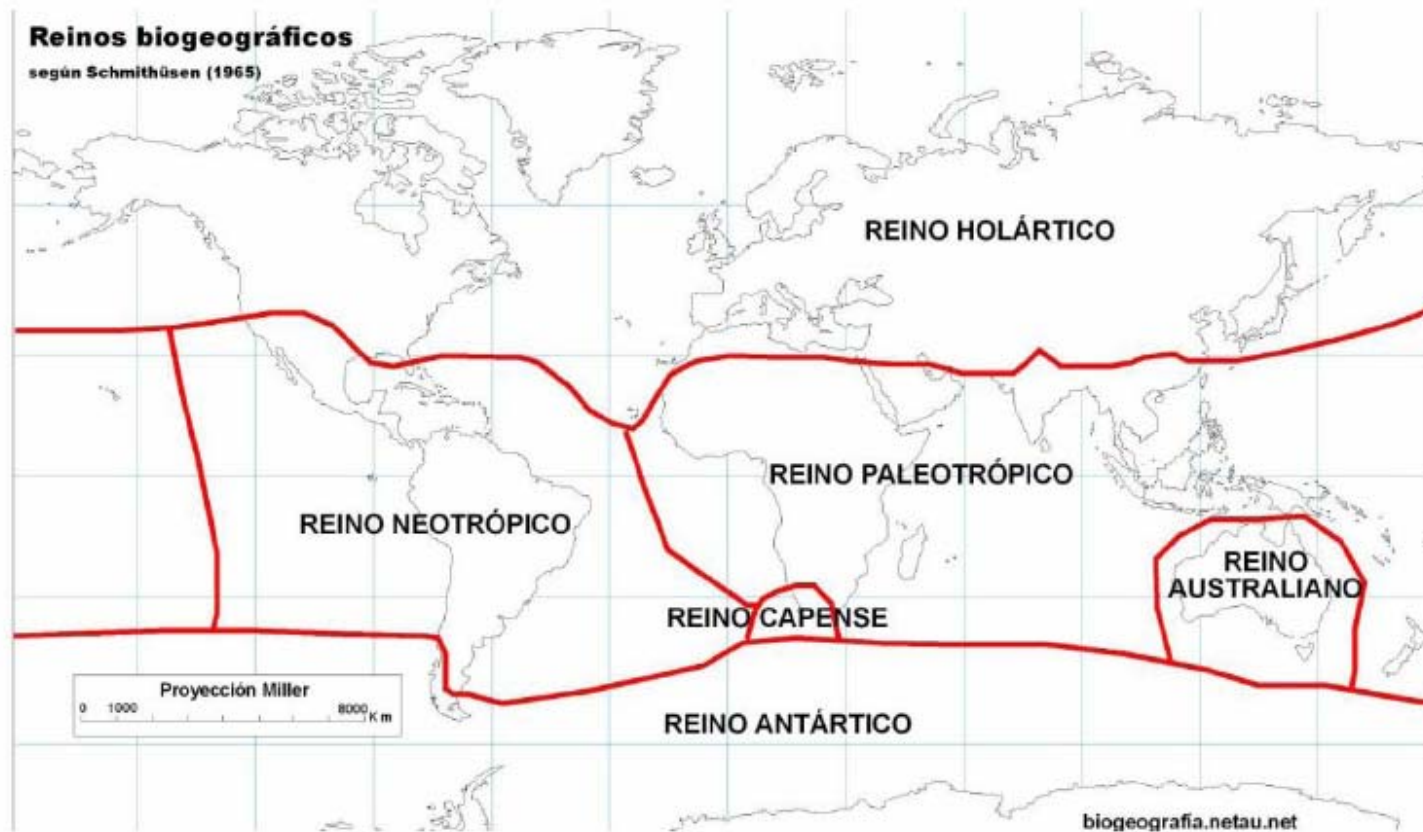 Reinos biogeográficos
según Schmithüsen (1965)
REINO HOLÁRTICO
REINO PALEOTRÓPICO
REINO NEOTRÓPICO
REINO
AUSTRALIANO
REINO CAPENSE
Proyección Miller
0 1000 8000 Km
REINO ANTÁRTICO
biogeografía.netau.net